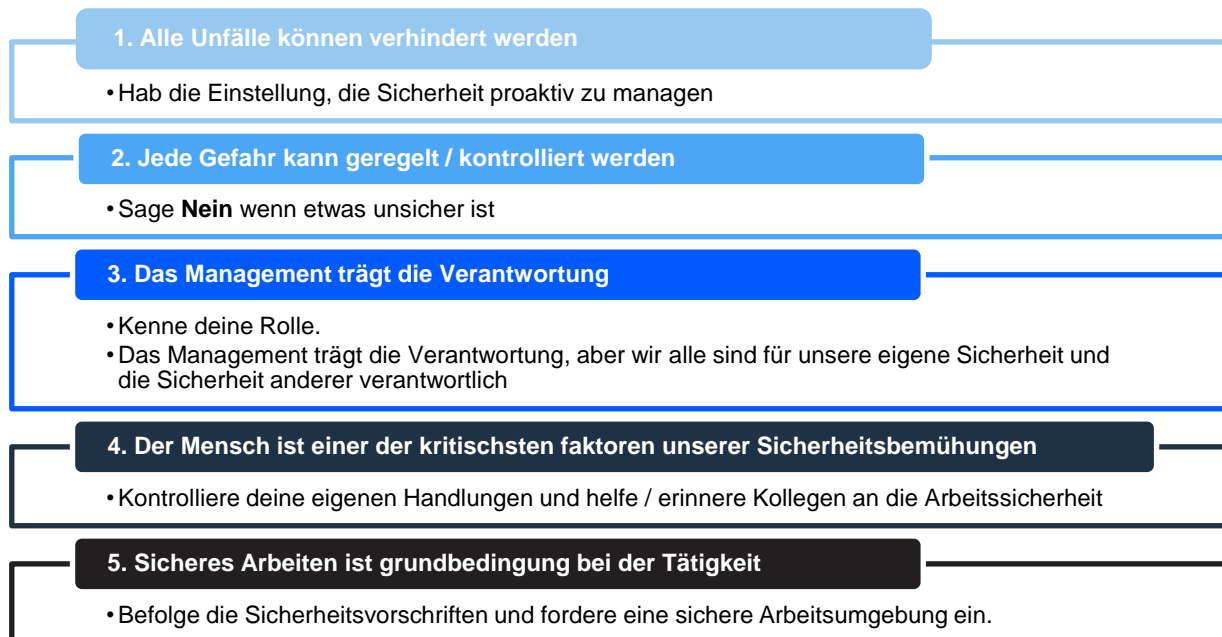 1. Alle Unfälle können verhindert werden
• Hab die Einstellung, die Sicherheit proaktiv zu managen
2. Jede Gefahr kann geregelt / kontrolliert werden
• Sage Nein wenn etwas unsicher ist
3. Das Management trägt die Verantwortung
• Kenne deine Rolle.
• Das Management trägt die Verantwortung, aber wir alle sind für unsere eigene Sicherheit und
die Sicherheit anderer verantwortlich
4. Der Mensch ist einer der kritischsten faktoren unserer Sicherheitsbemühungen
• Kontrolliere deine eigenen Handlungen und helfe / erinnere Kollegen an die Arbeitssicherheit
5. Sicheres Arbeiten ist grundbedingung bei der Tätigkeit
• Befolge die Sicherheitsvorschriften und fordere eine sichere Arbeitsumgebung ein.